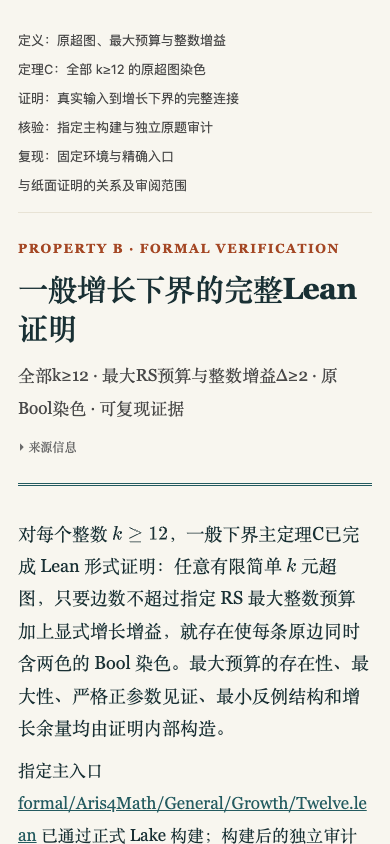 定义：原超图、最大预算与整数增益
定理C：全部 k≥12 的原超图染色
证明：真实输入到增长下界的完整连接
核验：指定主构建与独立原题审计
复现：固定环境与精确入口
与纸面证明的关系及审阅范围
PROPERTY B · FORMAL VERIFICATION
一般增长下界的完整Lean
证明
全部k≥12 · 最大RS预算与整数增益Δ≥2 · 原
Bool染色 · 可复现证据
来源信息
对每个整数 k ≥ 12，一般下界主定理C已完
成 Lean 形式证明：任意有限简单 k 元超
图，只要边数不超过指定 RS 最大整数预算
加上显式增长增益，就存在使每条原边同时
含两色的 Bool 染色。最大预算的存在性、最
大性、严格正参数见证、最小反例结构和增
长余量均由证明内部构造。
指定主入口
formal/Aris4Math/General/Growth/Twelve.le
an 已通过正式 Lake 构建；构建后的独立审计